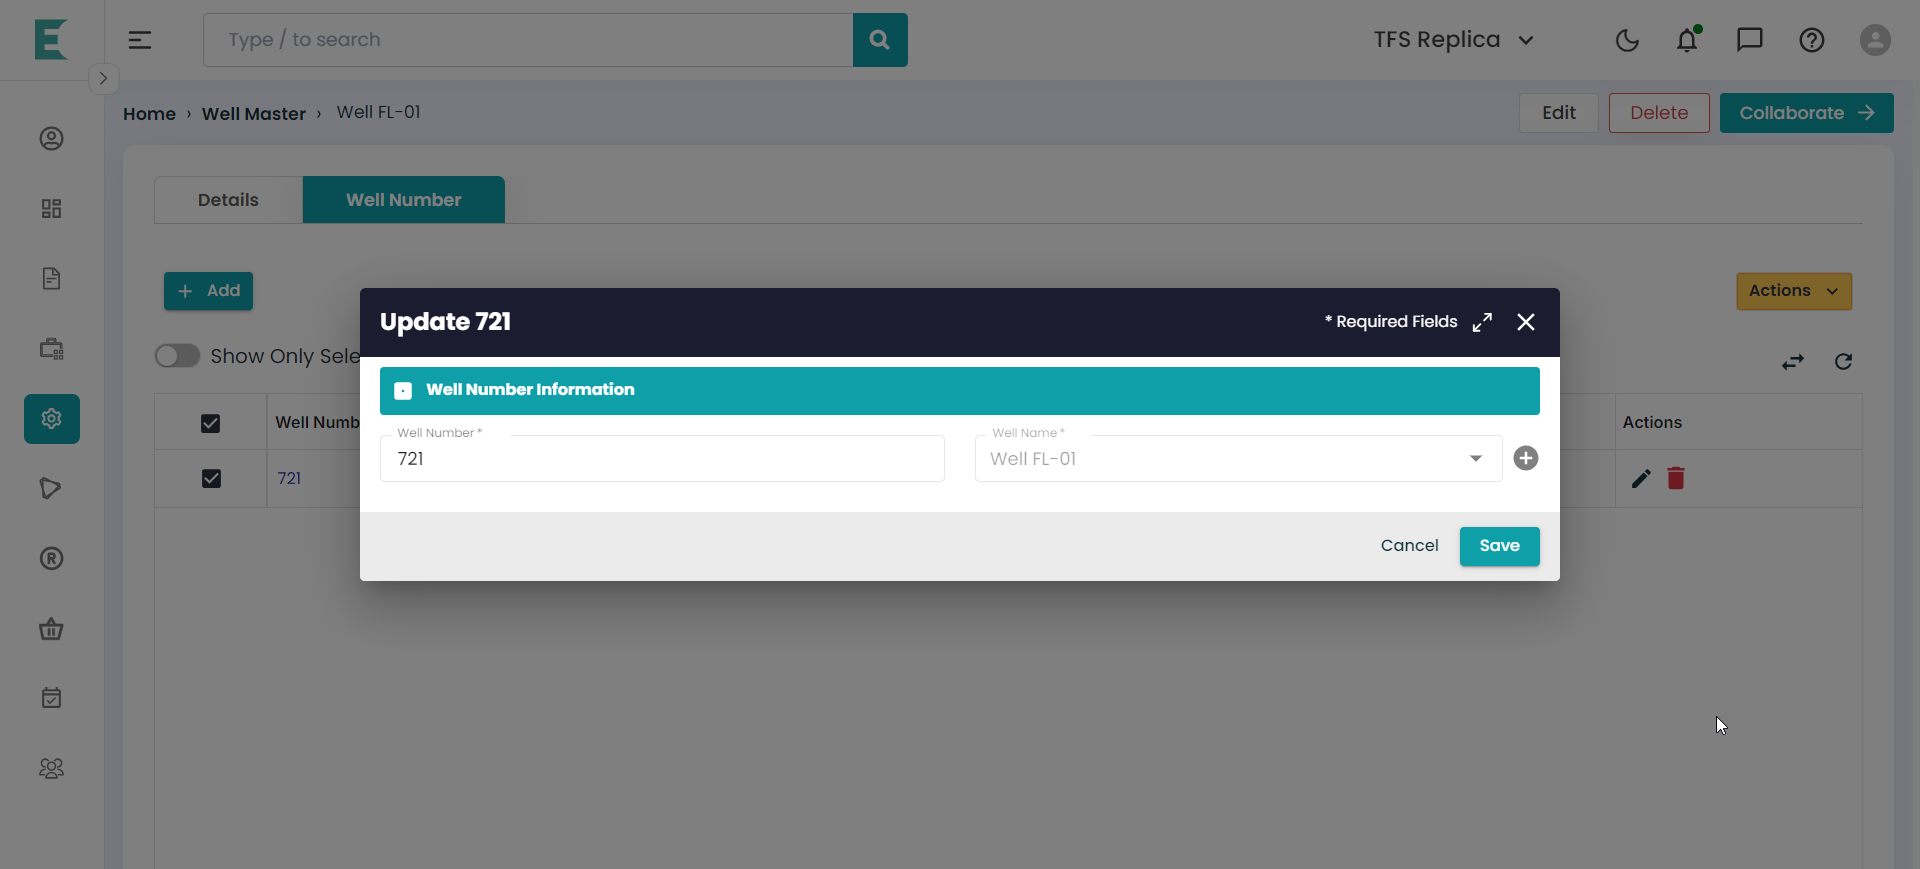 Type / to search
TFS Replica
Home › Well Master › Well FL-01
Edit
Delete
Collaborate
Details
Well Number
Add
Actions
Update 721
* Required Fields
Show Only Sele
Well Number Information
Well Numb
Actions
Well Number *
721
Well Name *
Well FL-01
721
Cancel
Save